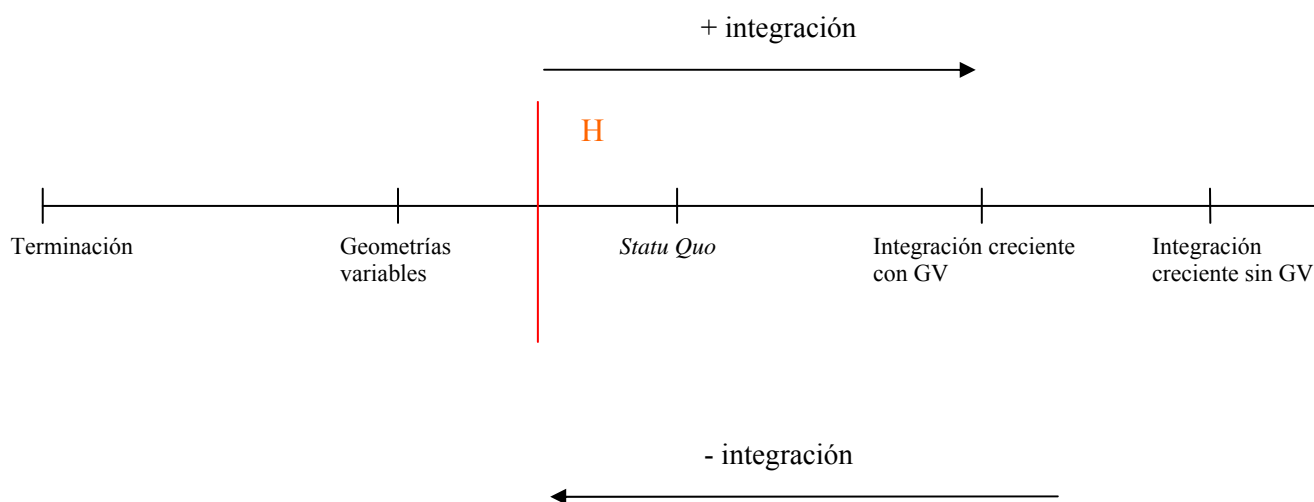 + integración
H
Terminación
Geometrías
variables
Statu Quo
Integración creciente
con GV
Integración
creciente sin GV
- integración